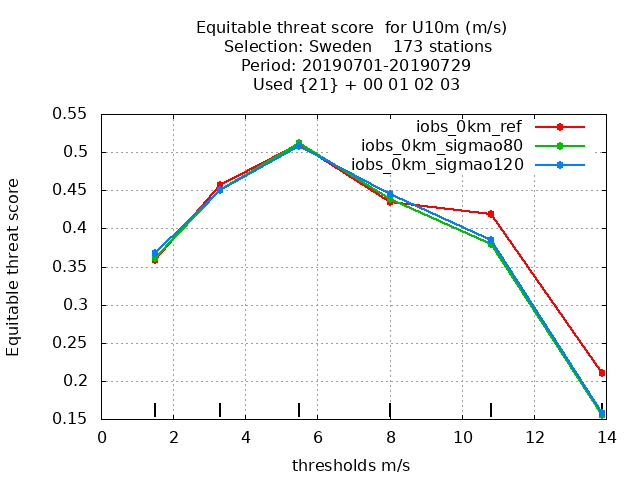 Equitable threat score  for U10m (m/s)
Selection: Sweden    173 stations
Period: 20190701-20190729
Used {21} + 00 01 02 03
iobs_0km_ref
iobs_0km_sigmao80
iobs_0km_sigmao120
Equitable threat score
0.55
0.5
0.45
0.4
0.35
0.3
0.25
0.2
0.15
0 2 4 6 8 10 12 14
thresholds m/s